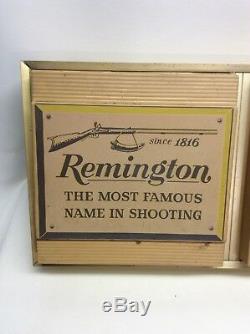 since 1816
Remington
THE MOST FAMOUS
NAME IN SHOOTING